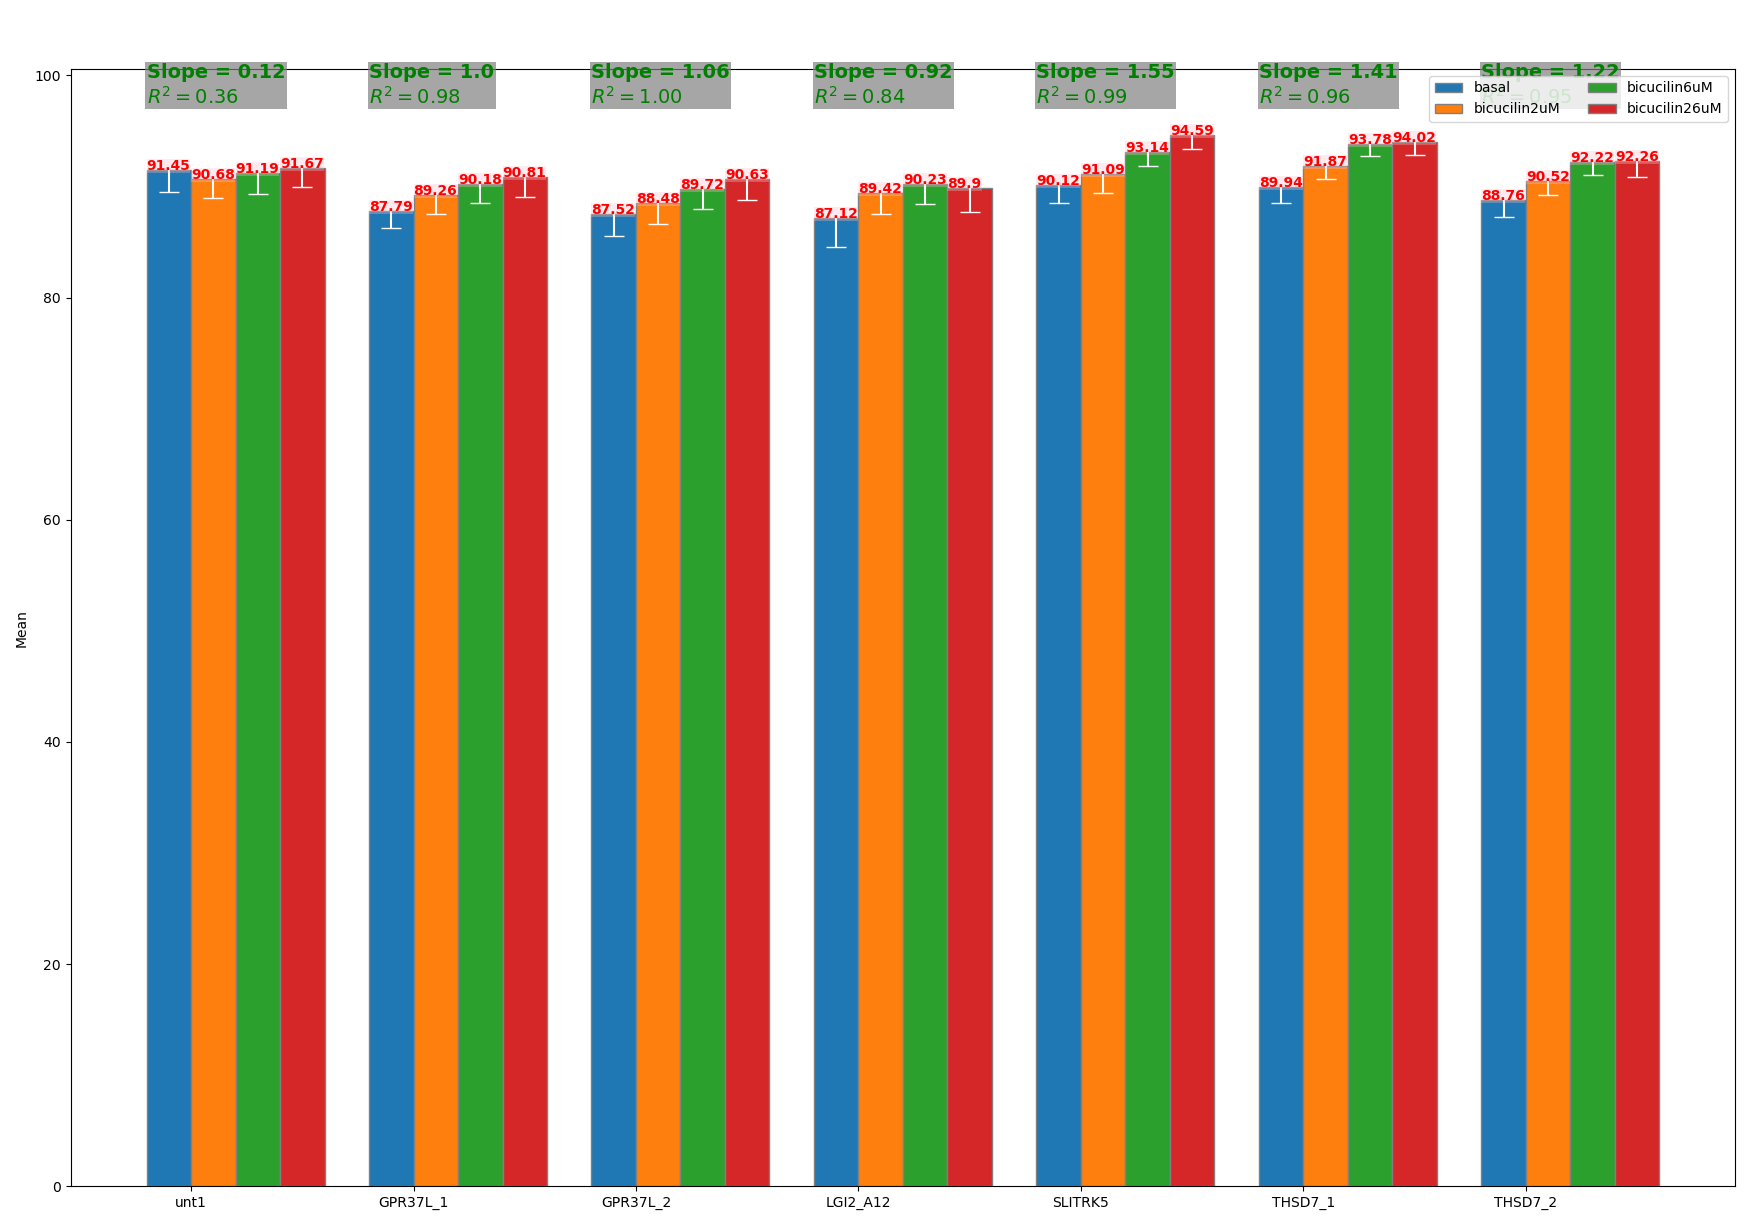 Slope = 0.12
R² = 0.36
Slope = 1.0
R² = 0.98
Slope = 1.06
R² = 1.00
Slope = 0.92
R² = 0.84
Slope = 1.55
R² = 0.99
Slope = 1.41
R² = 0.96
Slope = 1.22
R² = 0.95
basal
bicucilin2uM
bicucilin6uM
bicucilin26uM
91.45 90.68 91.19 91.67
87.79 89.26 90.18 90.81
87.52 88.48 89.72 90.63
87.12 89.42 90.23 89.9
90.12 91.09 93.14 94.59
89.94 91.87 93.78 94.02
88.76 90.52 92.22 92.26
100
80
60
40
20
0
Mean
unt1 GPR37L_1 GPR37L_2 LGI2_A12 SLITRK5 THSD7_1 THSD7_2